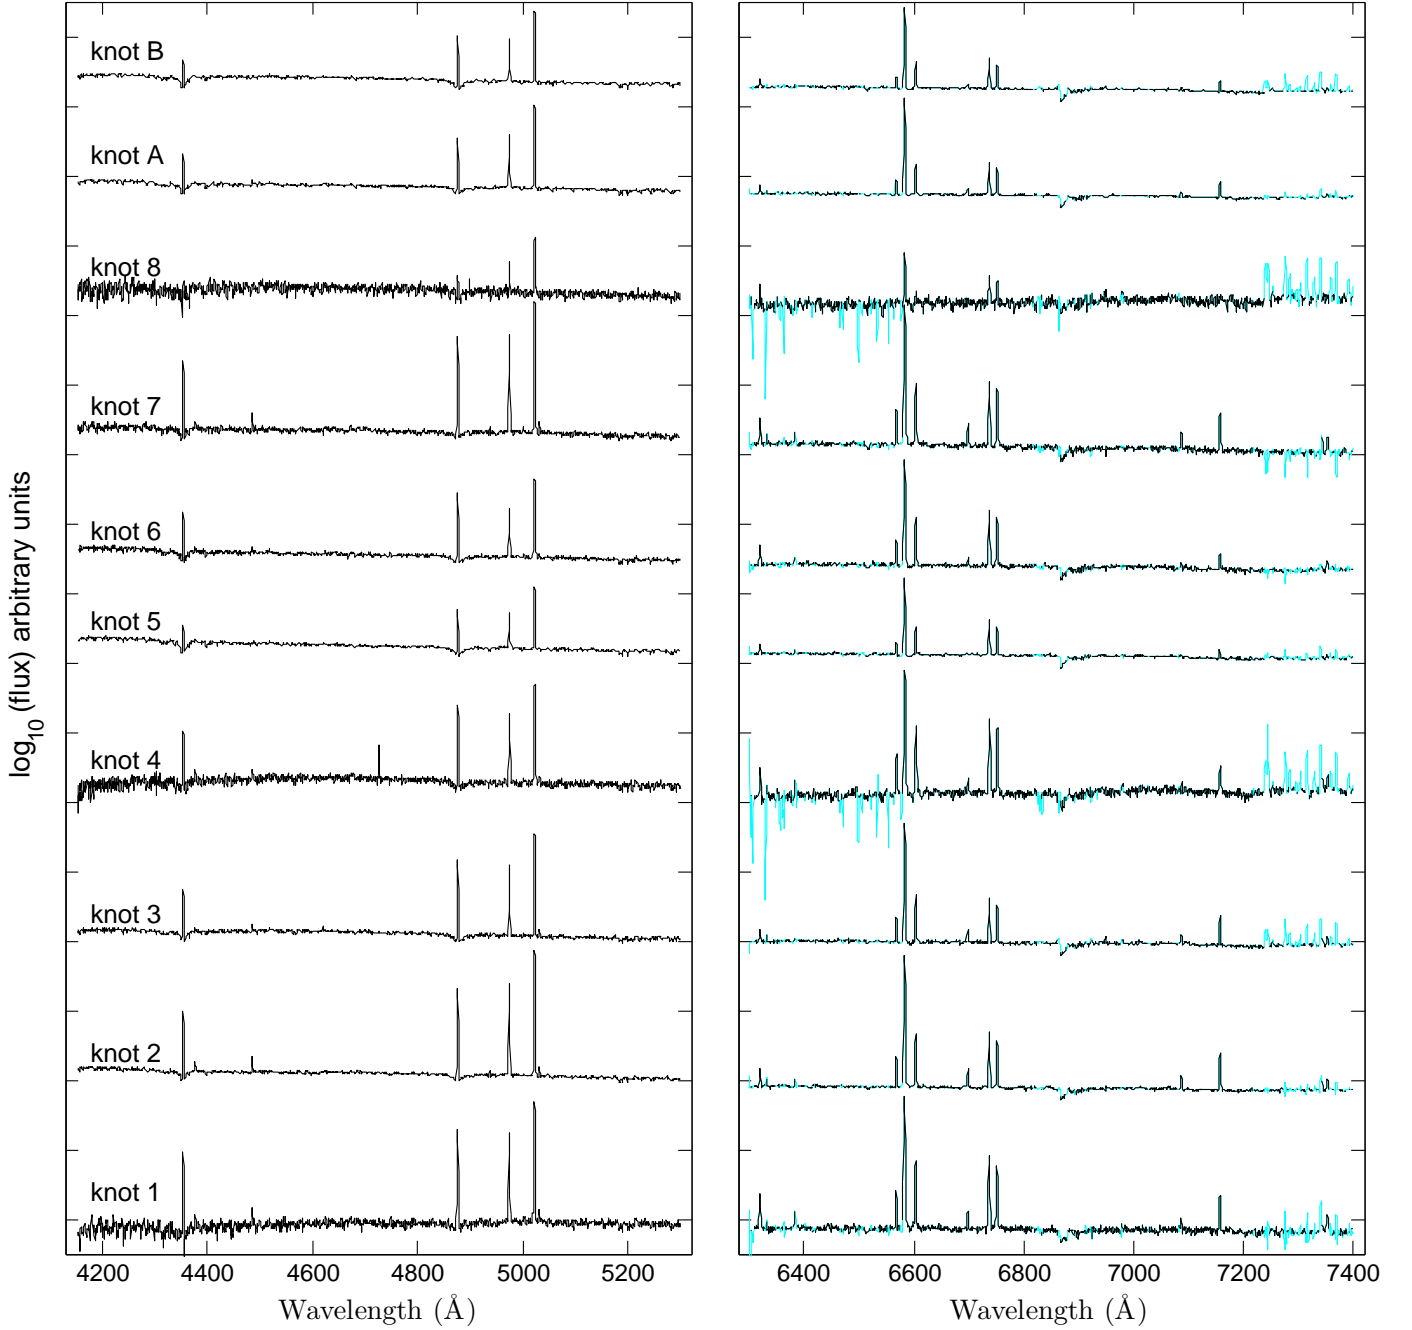 knot B
knot A
knot 8
knot 7
knot 6
knot 5
knot 4
knot 3
knot 2
knot 1
log10(flux) arbitrary units
4200 4400 4600 4800 5000 5200
6400 6600 6800 7000 7200 7400
Wavelength (Å)
Wavelength (Å)